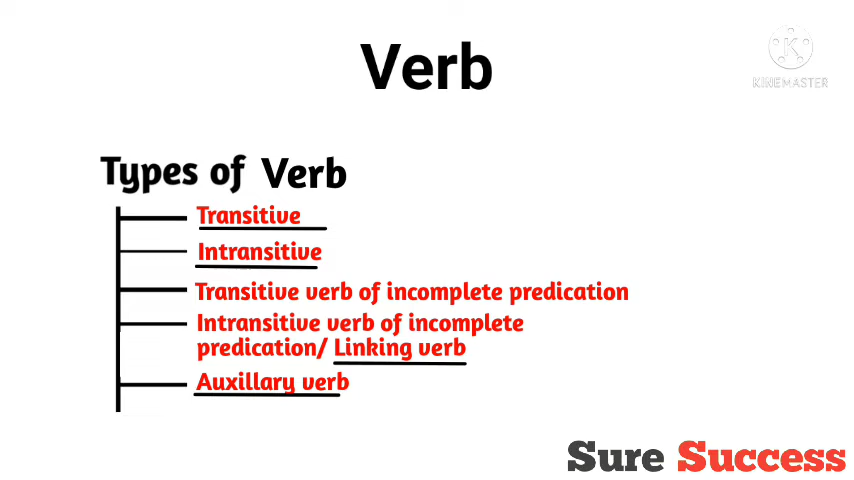 Verb
KINEMASTER
Types of Verb
Transitive
Intransitive
Transitive verb of incomplete predication
Intransitive verb of incomplete
predication/ Linking verb
Auxillary verb
Sure Success